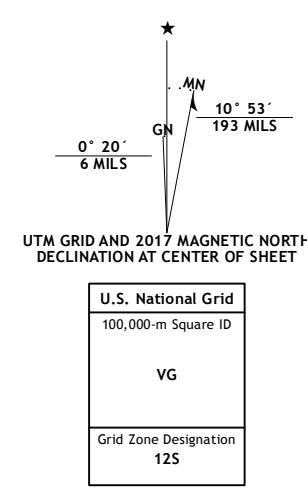 ★
MN
10° 53´
193 MILS
GN
0° 20´
6 MILS
UTM GRID AND 2017 MAGNETIC NORTH
DECLINATION AT CENTER OF SHEET
U.S. National Grid
100,000-m Square ID
VG
Grid Zone Designation
12S